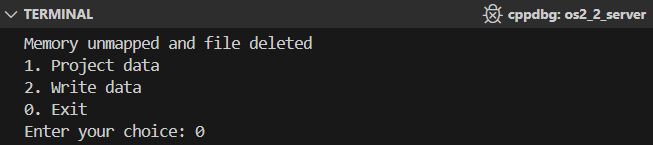 TERMINAL
cppdbg: os2_2_server
Memory unmapped and file deleted
1. Project data
2. Write data
0. Exit
Enter your choice: 0